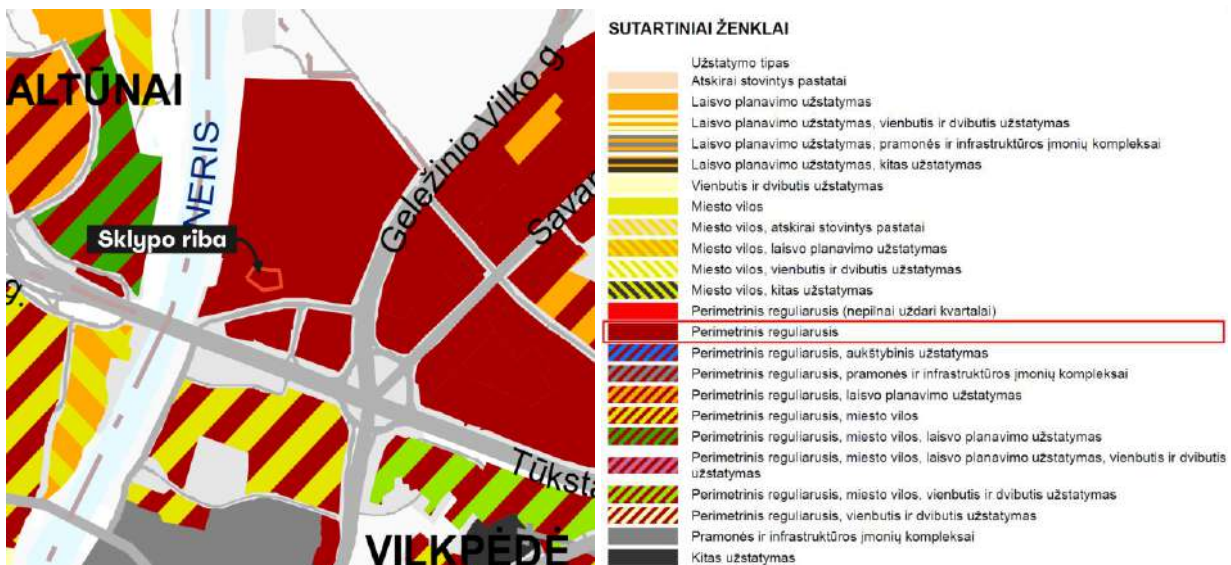 ALTŪNAI
NERIS
Geležinio Vilko g.
Sklypo riba
g.
VILKPĖDĖ
SUTARTINIAI ŽENKLAI
Užstatymo tipas
Atskirai stovintys pastatai
Laisvo planavimo užstatymas
Laisvo planavimo užstatymas, vienbutis ir dvibutis užstatymas
Laisvo planavimo užstatymas, pramonės ir infrastruktūros įmonių kompleksai
Laisvo planavimo užstatymas, kitas užstatymas
Vienbutis ir dvibutis užstatymas
Miesto vilos
Miesto vilos, atskirai stovintys pastatai
Miesto vilos, laisvo planavimo užstatymas
Miesto vilos, vienbutis ir dvibutis užstatymas
Miesto vilos, kitas užstatymas
Perimetrinis reguliarusis (nepilnai uždari kvartalai)
Perimetrinis reguliarusis
Perimetrinis reguliarusis, aukštybinis užstatymas
Perimetrinis reguliarusis, pramonės ir infrastruktūros įmonių kompleksai
Perimetrinis reguliarusis, laisvo planavimo užstatymas
Perimetrinis reguliarusis, miesto vilos
Perimetrinis reguliarusis, miesto vilos, laisvo planavimo užstatymas
Perimetrinis reguliarusis, miesto vilos, laisvo planavimo užstatymas, vienbutis ir dvibutis
užstatymas
Perimetrinis reguliarusis, miesto vilos, vienbutis ir dvibutis užstatymas
Perimetrinis reguliarusis, vienbutis ir dvibutis užstatymas
Pramonės ir infrastruktūros įmonių kompleksai
Kitas užstatymas